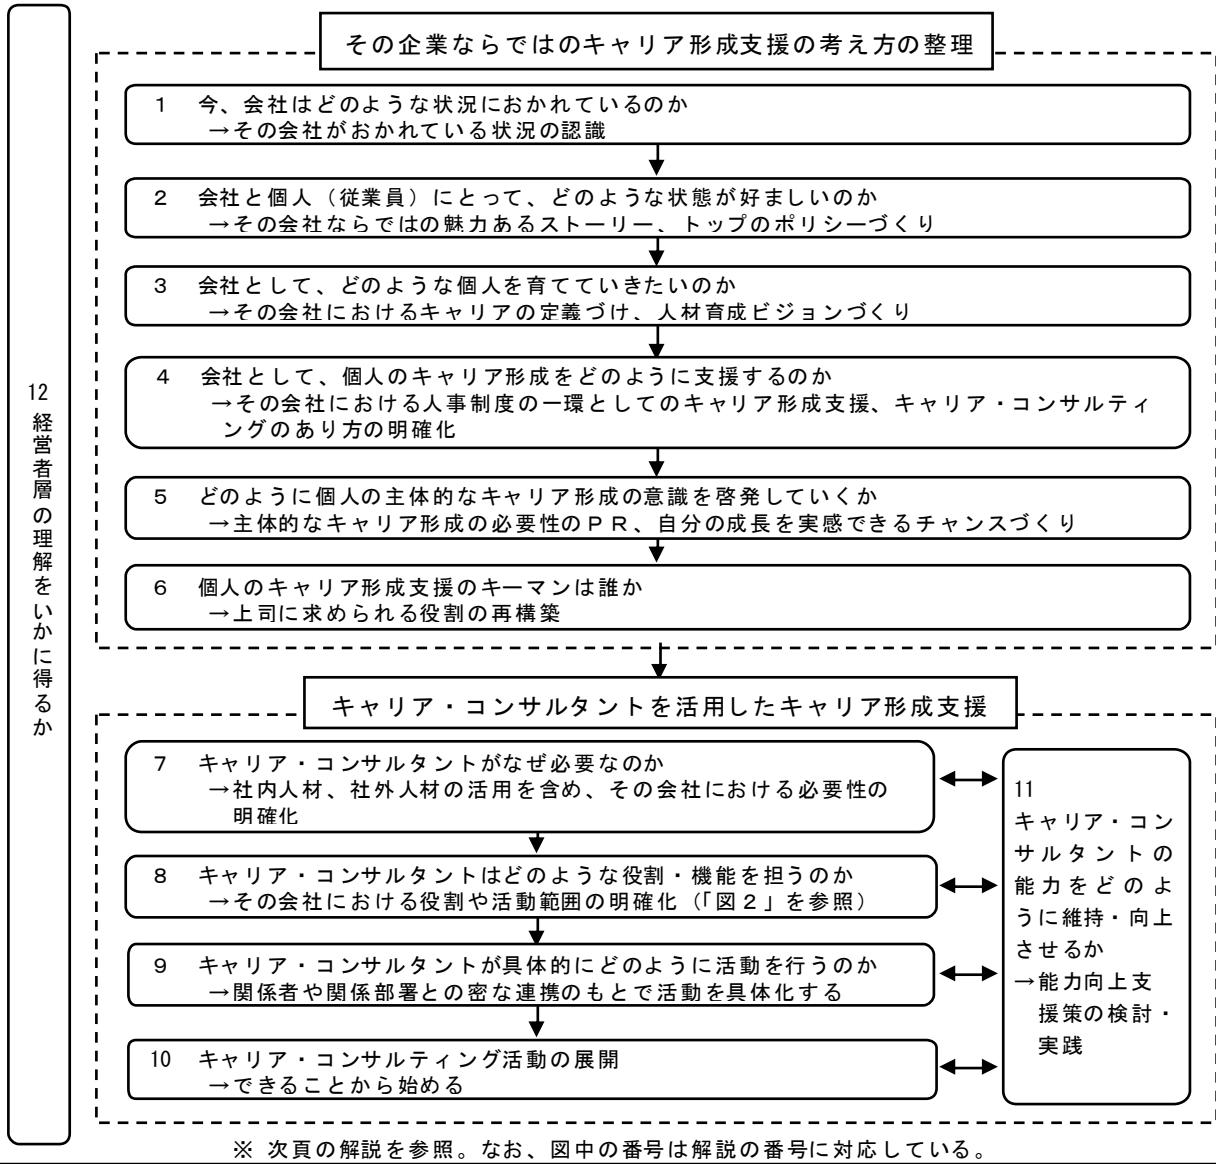 その企業ならではのキャリア形成支援の考え方の整理
1 今、会社はどのような状況におかれているのか
→その会社がおかれている状況の認識
2 会社と個人（従業員）にとって、どのような状態が好ましいのか
→その会社ならではの魅力あるストーリー、トップのポリシーづくり
3 会社として、どのような個人を育てていきたいのか
→その会社におけるキャリアの定義づけ、人材育成ビジョンづくり
4 会社として、個人のキャリア形成をどのように支援するのか
→その会社における人事制度の一環としてのキャリア形成支援、キャリア・コンサルティ
ングのあり方の明確化
5 どのように個人の主体的なキャリア形成の意識を啓発していくか
→主体的なキャリア形成の必要性のＰＲ、自分の成長を実感できるチャンスづくり
6 個人のキャリア形成支援のキーマンは誰か
→上司に求められる役割の再構築
キャリア・コンサルタントを活用したキャリア形成支援
7 キャリア・コンサルタントがなぜ必要なのか
→社内人材、社外人材の活用を含め、その会社における必要性の
明確化
8 キャリア・コンサルタントはどのような役割・機能を担うのか
→その会社における役割や活動範囲の明確化（「図２」を参照）
9 キャリア・コンサルタントが具体的にどのように活動を行うのか
→関係者や関係部署との密な連携のもとで活動を具体化する
10 キャリア・コンサルティング活動の展開
→できることから始める
11
キャリア・コン
サルタントの
能力をどのよ
うに維持・向上
させるか
→能力向上支
援策の検討・
実践
12
経営者層の理解をいかに得るか
※ 次頁の解説を参照。なお、図中の番号は解説の番号に対応している。